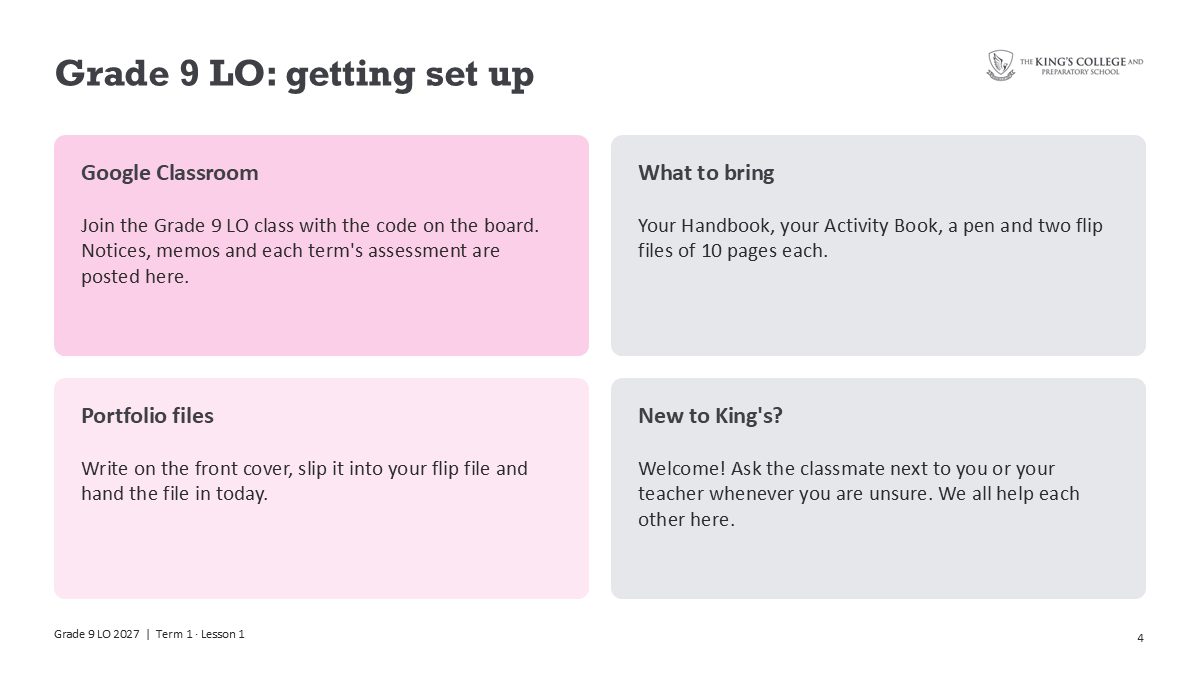 Grade 9 LO: getting set up
THE KING'S COLLEGE AND
PREPARATORY SCHOOL
Google Classroom
Join the Grade 9 LO class with the code on the board.
Notices, memos and each term's assessment are
posted here.
What to bring
Your Handbook, your Activity Book, a pen and two flip
files of 10 pages each.
Portfolio files
Write on the front cover, slip it into your flip file and
hand the file in today.
New to King's?
Welcome! Ask the classmate next to you or your
teacher whenever you are unsure. We all help each
other here.
Grade 9 LO 2027 | Term 1 · Lesson 1
4